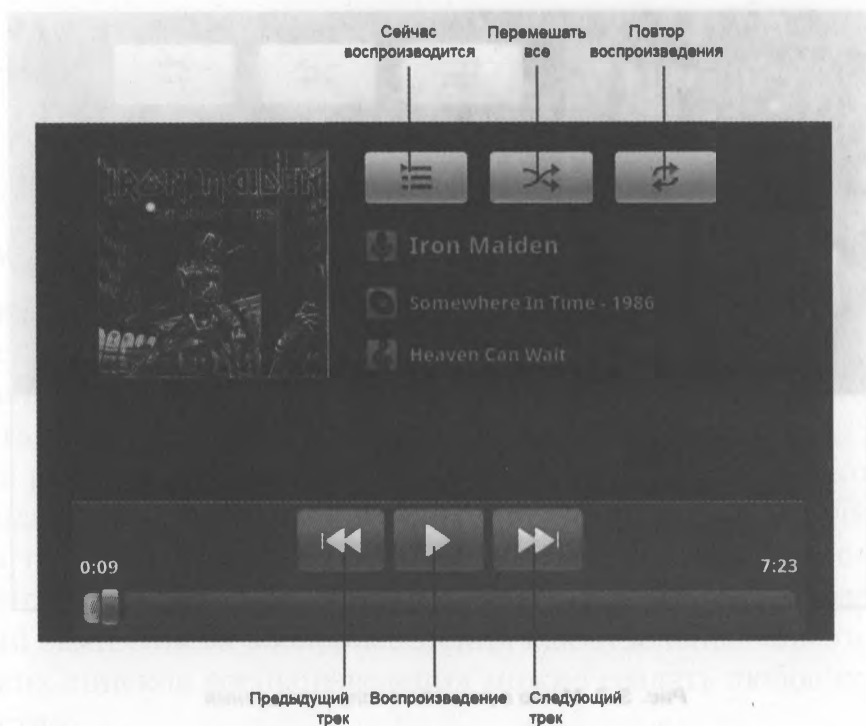 Сейчас воспроизводится
Перемешать все
Повтор воспроизведения
IRON MAIDEN
Iron Maiden
Somewhere In Time - 1986
Heaven Can Wait
0:09
7:23
Предыдущий трек
Воспроизведение
Следующий трек